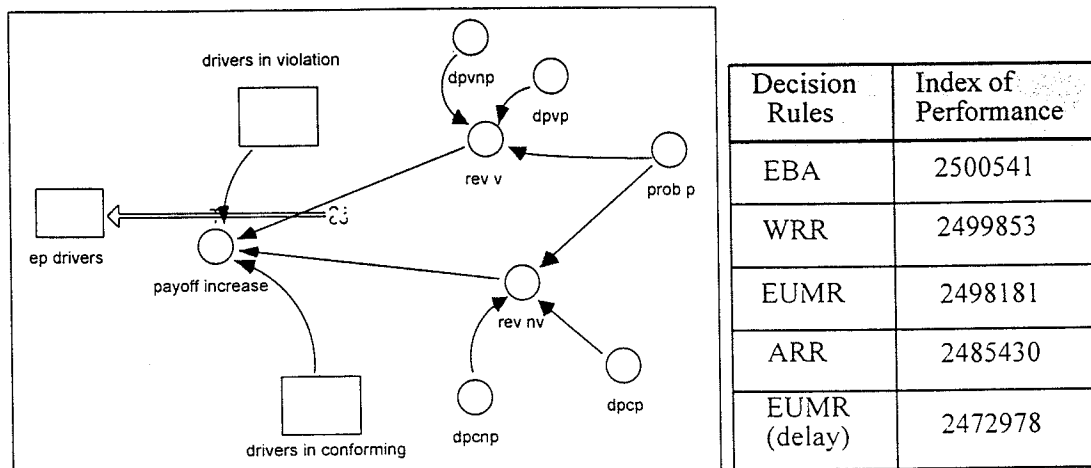 drivers in violation
dpvnp
dpvp
rev v
prob p
ep drivers
payoff increase
rev nv
dpcp
dpcnp
drivers in conforming
Decision Rules
Index of Performance
EBA 2500541
WRR 2499853
EUMR 2498181
ARR 2485430
EUMR (delay) 2472978